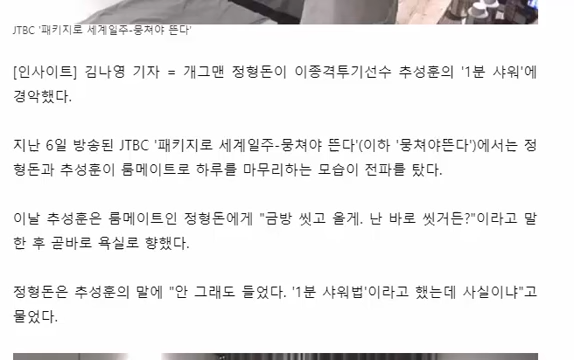 JTBC '패키지로 세계일주-뭉쳐야 뜬다'
[인사이트] 김나영 기자 = 개그맨 정형돈이 이종격투기선수 추성훈의 '1분 샤워'에
경악했다.
지난 6일 방송된 JTBC '패키지로 세계일주-뭉쳐야 뜬다'(이하 '뭉쳐야뜬다')에서는 정
형돈과 추성훈이 룸메이트로 하루를 마무리하는 모습이 전파를 탔다.
이날 추성훈은 룸메이트인 정형돈에게 "금방 씻고 올게. 난 바로 씻거든?"이라고 말
한 후 곧바로 욕실로 향했다.
정형돈은 추성훈의 말에 "안 그래도 들었다. '1분 샤워법'이라고 했는데 사실이냐"고
물었다.